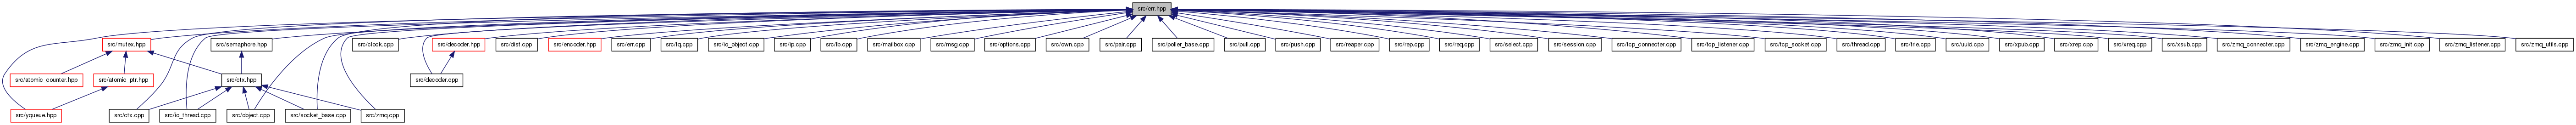 src/err.hpp
src/mutex.hpp
src/semaphore.hpp
src/clock.cpp
src/decoder.hpp
src/dist.cpp
src/encoder.hpp
src/err.cpp
src/fq.cpp
src/io_object.cpp
src/ip.cpp
src/lb.cpp
src/mailbox.cpp
src/msg.cpp
src/options.cpp
src/own.cpp
src/pair.cpp
src/poller_base.cpp
src/pull.cpp
src/push.cpp
src/reaper.cpp
src/rep.cpp
src/req.cpp
src/select.cpp
src/session.cpp
src/tcp_connecter.cpp
src/tcp_listener.cpp
src/tcp_socket.cpp
src/thread.cpp
src/trie.cpp
src/uuid.cpp
src/xpub.cpp
src/xrep.cpp
src/xreq.cpp
src/xsub.cpp
src/zmq_connecter.cpp
src/zmq_engine.cpp
src/zmq_init.cpp
src/zmq_listener.cpp
src/zmq_utils.cpp
src/atomic_counter.hpp
src/atomic_ptr.hpp
src/ctx.hpp
src/decoder.cpp
src/yqueue.hpp
src/ctx.cpp
src/io_thread.cpp
src/object.cpp
src/socket_base.cpp
src/zmq.cpp